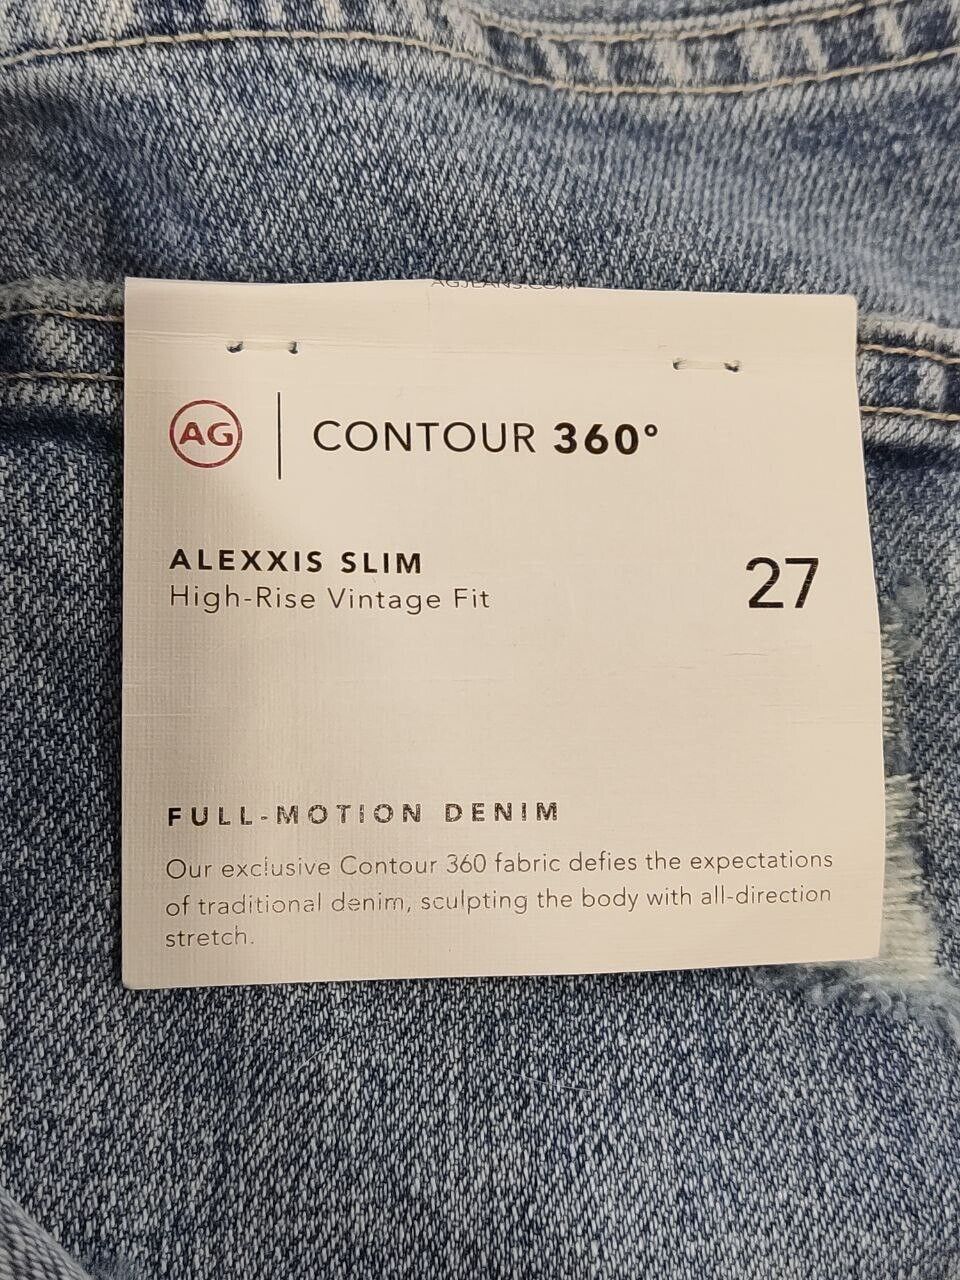 AGJEANS.COM
AG | CONTOUR 360°
ALEXXIS SLIM
High-Rise Vintage Fit
27
FULL-MOTION DENIM
Our exclusive Contour 360 fabric defies the expectations
of traditional denim, sculpting the body with all-direction
stretch.